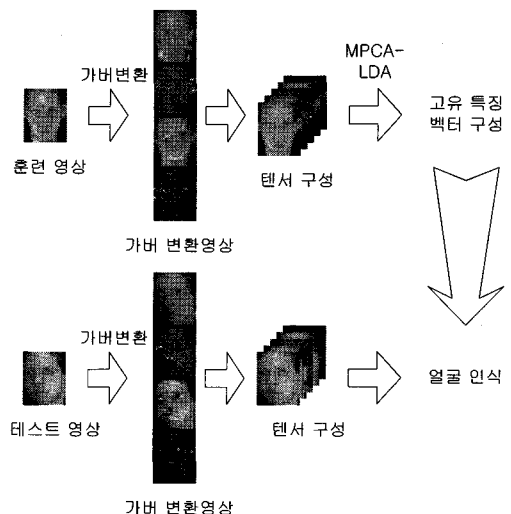 MPCA-
LDA
가버변환
고유 특징
벡터 구성
훈련 영상
텐서 구성
가버 변환영상
가버변환
얼굴 인식
테스트 영상
텐서 구성
가버 변환영상